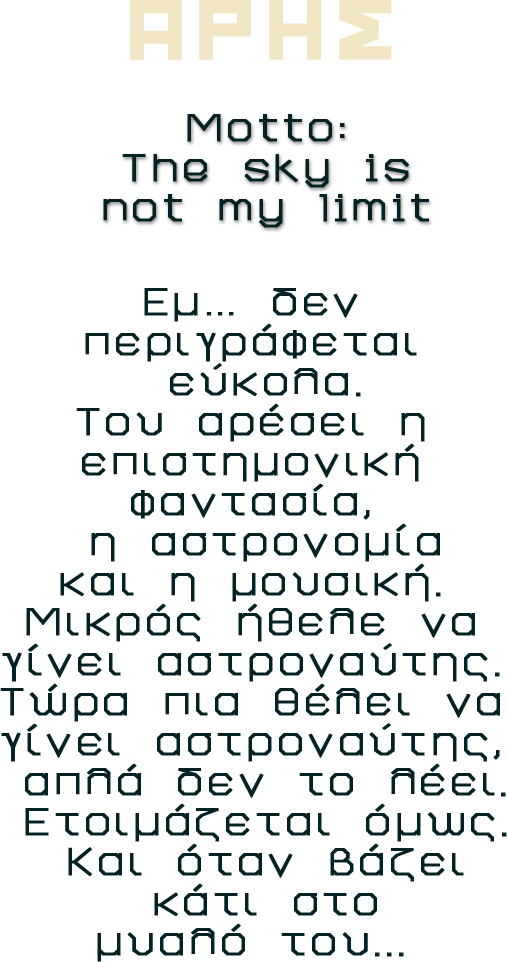 ΑΡΗΣ
Motto:
The sky is
not my limit
Εμ... δεν
περιγράφεται
εύκολα.
Του αρέσει η
επιστημονική
φαντασία,
η αστρονομία
και η μουσική.
Μικρός ήθελε να
γίνει αστροναύτης.
Τώρα πια θέλει να
γίνει αστροναύτης,
απλά δεν το λέει.
Ετοιμάζεται όμως.
Και όταν βάζει
κάτι στο
μυαλό του...